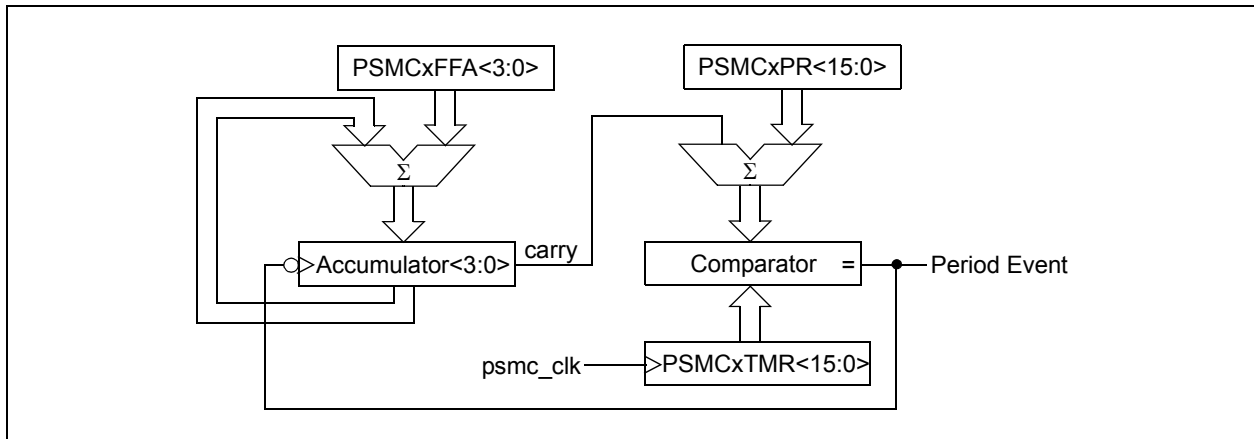 PSMCxFFA<3:0>
PSMCxPR<15:0>
Σ
Σ
carry
Accumulator<3:0>
Comparator =
Period Event
psmc_clk
PSMCxTMR<15:0>